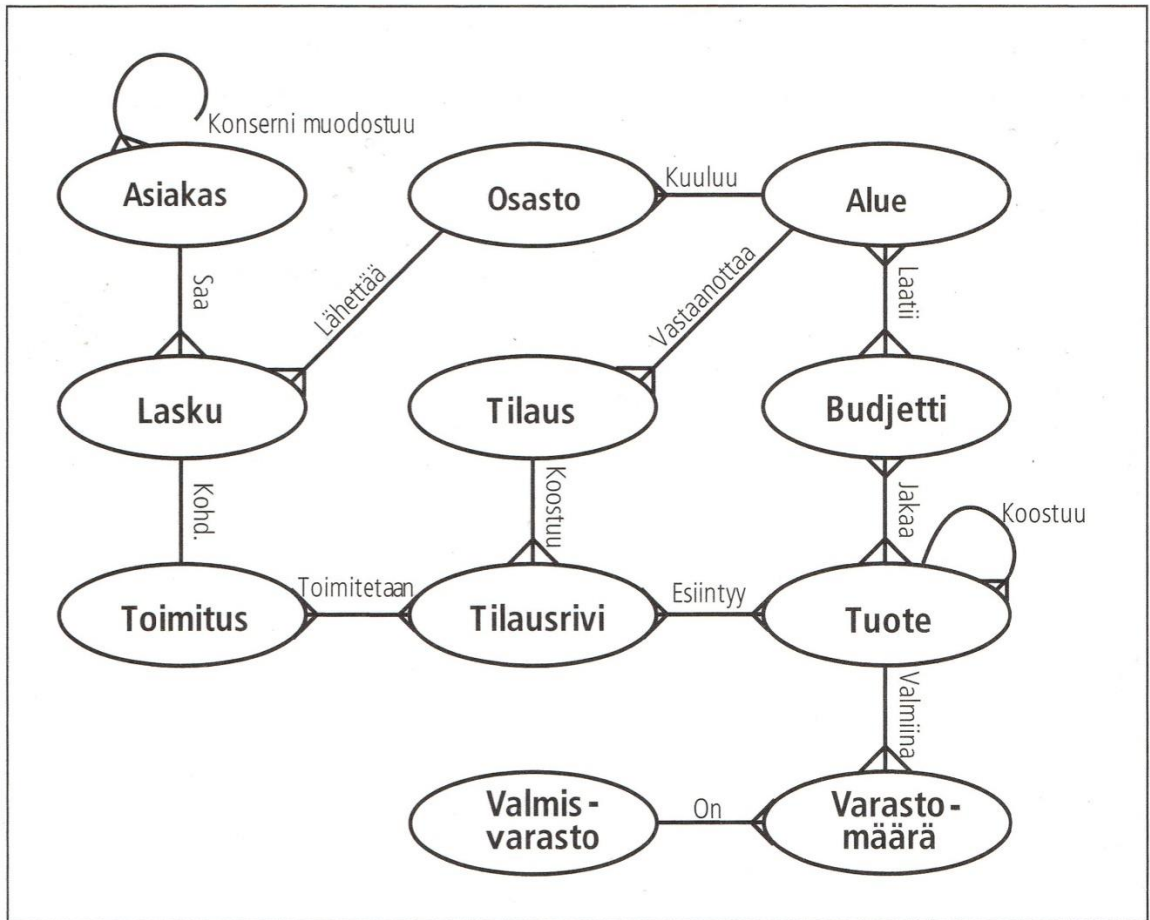 Konserni muodostuu
Asiakas
Osasto
Kuuluu
Alue
Saa
Lähettää
Vastaanottaa
Laatii
Lasku
Tilaus
Budjetti
Kohd.
Koostuu
Jakaa
Koostuu
Toimitus
Toimitetaan
Tilausrivi
Esiintyy
Tuote
Valmiina
Valmis-
varasto
On
Varasto-
määrä